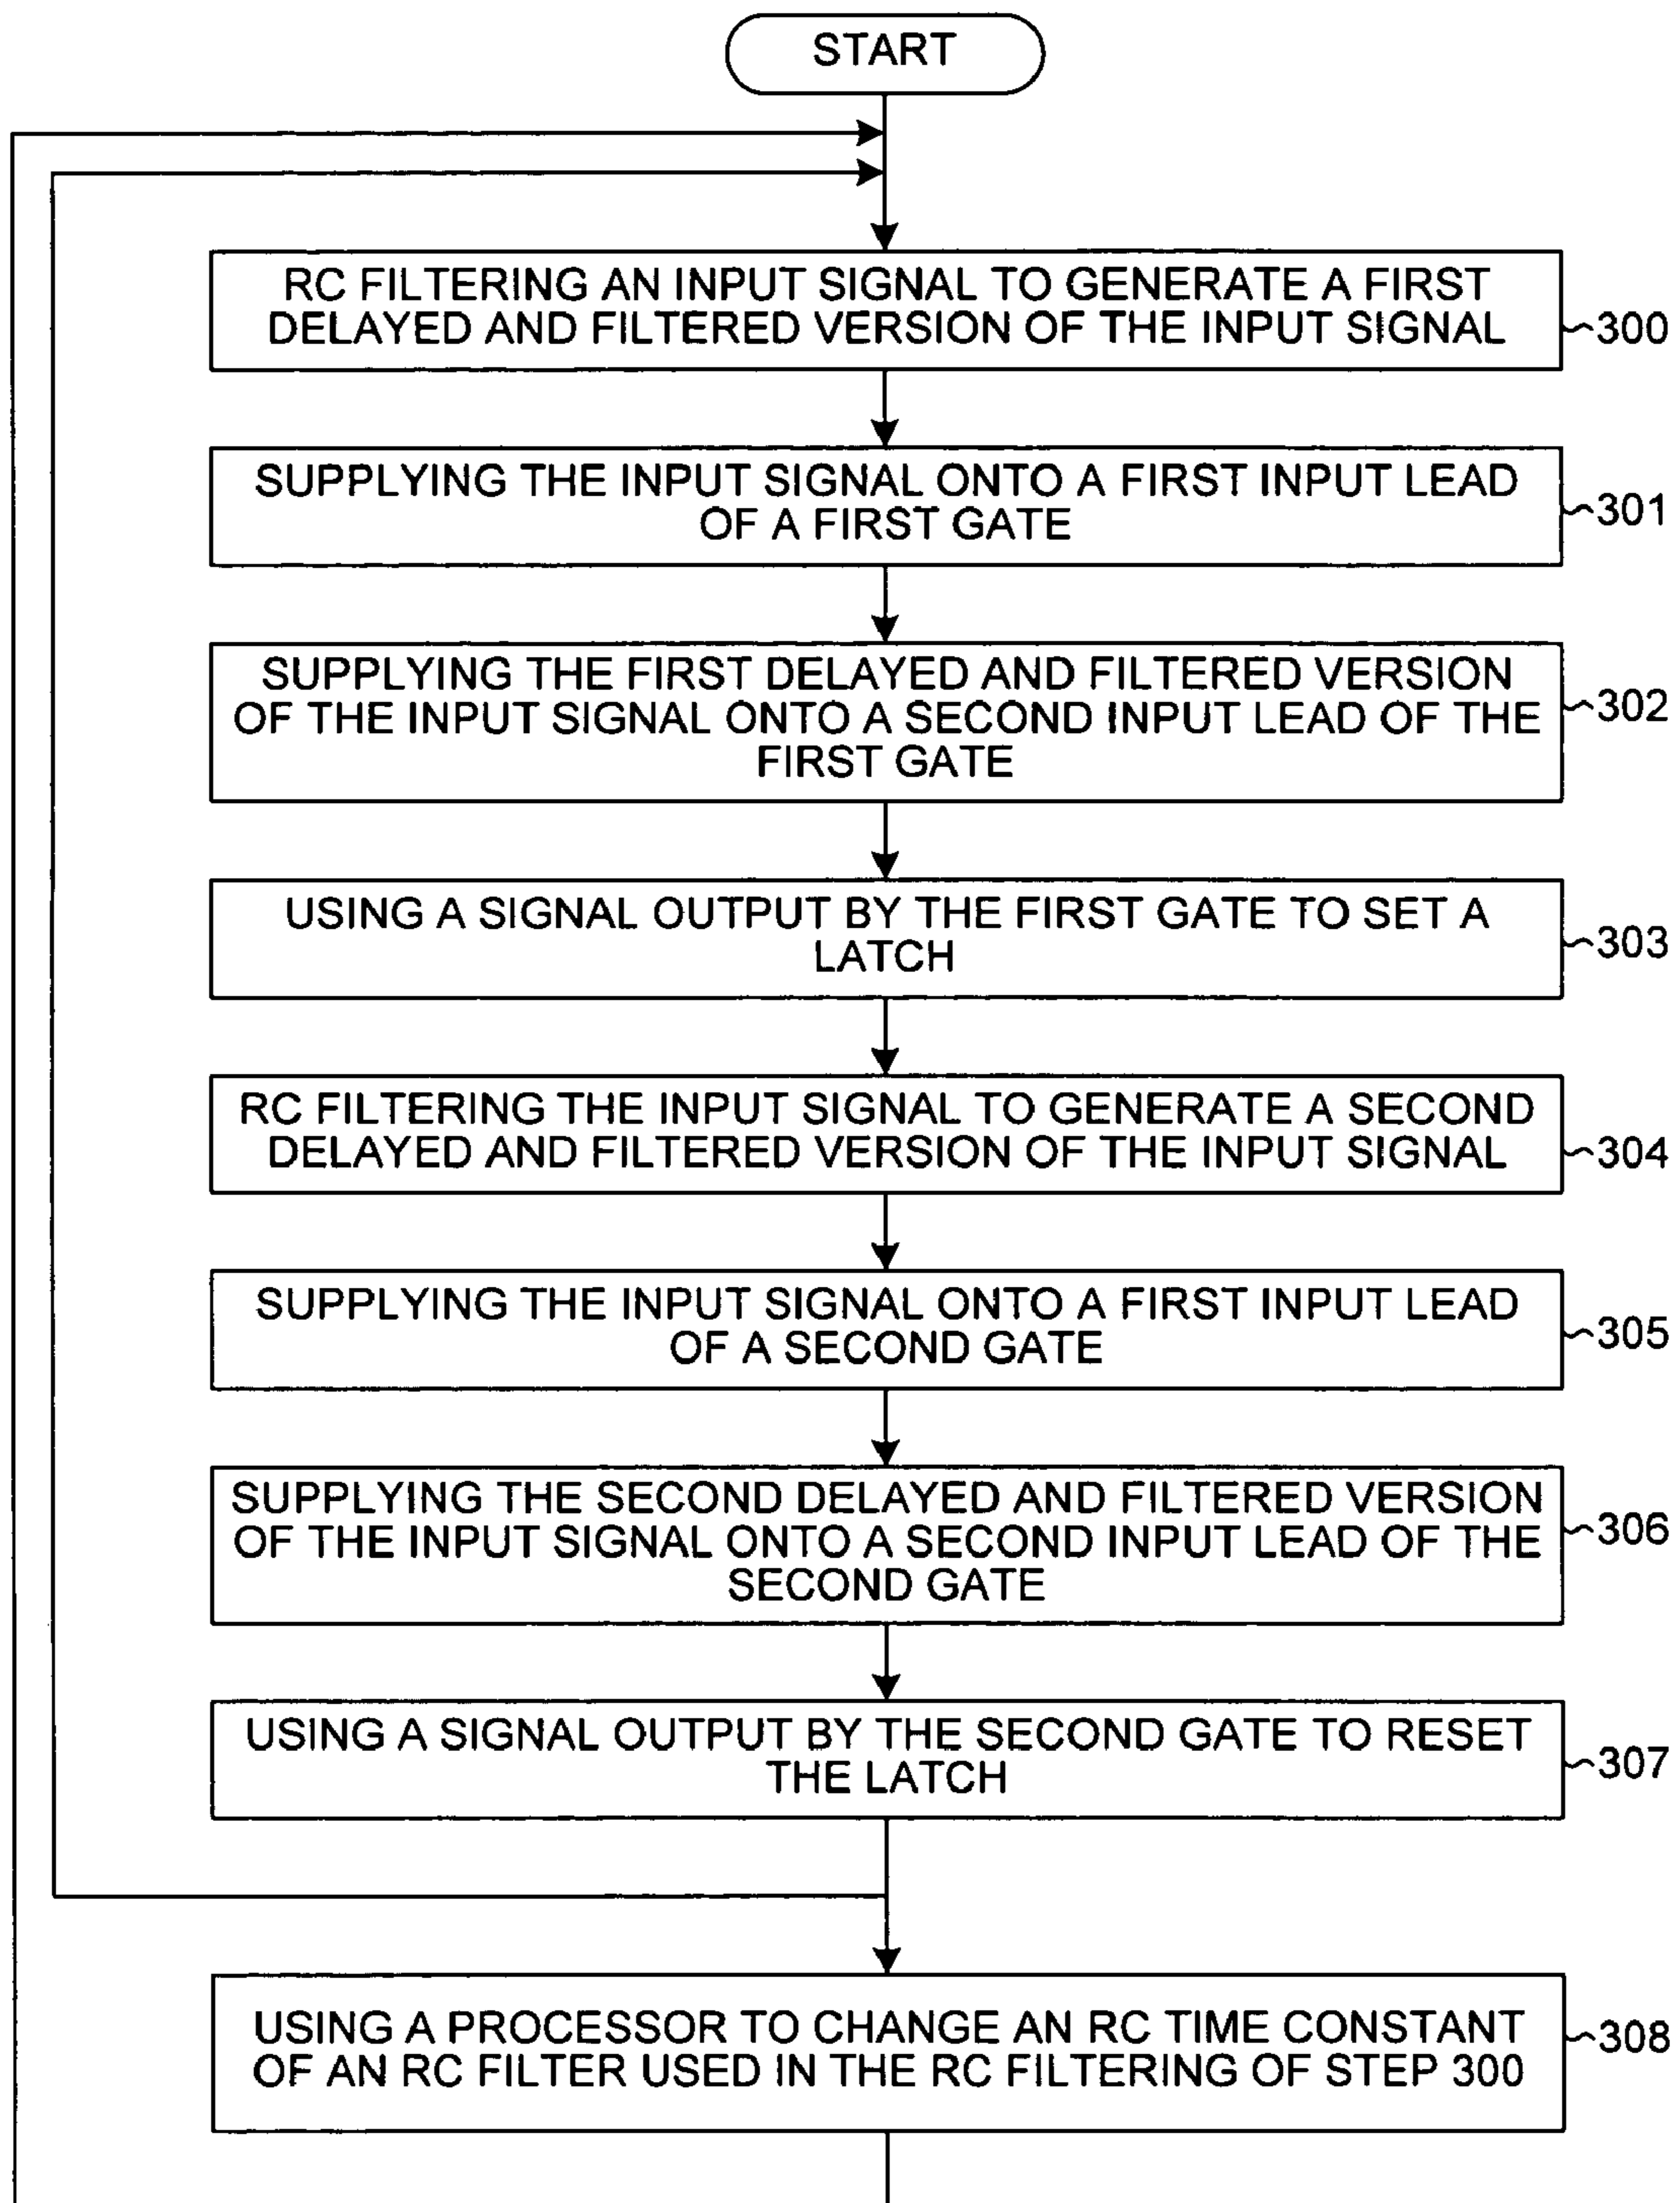 START
RC FILTERING AN INPUT SIGNAL TO GENERATE A FIRST
DELAYED AND FILTERED VERSION OF THE INPUT SIGNAL
300
SUPPLYING THE INPUT SIGNAL ONTO A FIRST INPUT LEAD
OF A FIRST GATE
301
SUPPLYING THE FIRST DELAYED AND FILTERED VERSION
OF THE INPUT SIGNAL ONTO A SECOND INPUT LEAD OF THE
FIRST GATE
302
USING A SIGNAL OUTPUT BY THE FIRST GATE TO SET A
LATCH
303
RC FILTERING THE INPUT SIGNAL TO GENERATE A SECOND
DELAYED AND FILTERED VERSION OF THE INPUT SIGNAL
304
SUPPLYING THE INPUT SIGNAL ONTO A FIRST INPUT LEAD
OF A SECOND GATE
305
SUPPLYING THE SECOND DELAYED AND FILTERED VERSION
OF THE INPUT SIGNAL ONTO A SECOND INPUT LEAD OF THE
SECOND GATE
306
USING A SIGNAL OUTPUT BY THE SECOND GATE TO RESET
THE LATCH
307
USING A PROCESSOR TO CHANGE AN RC TIME CONSTANT
OF AN RC FILTER USED IN THE RC FILTERING OF STEP 300
308